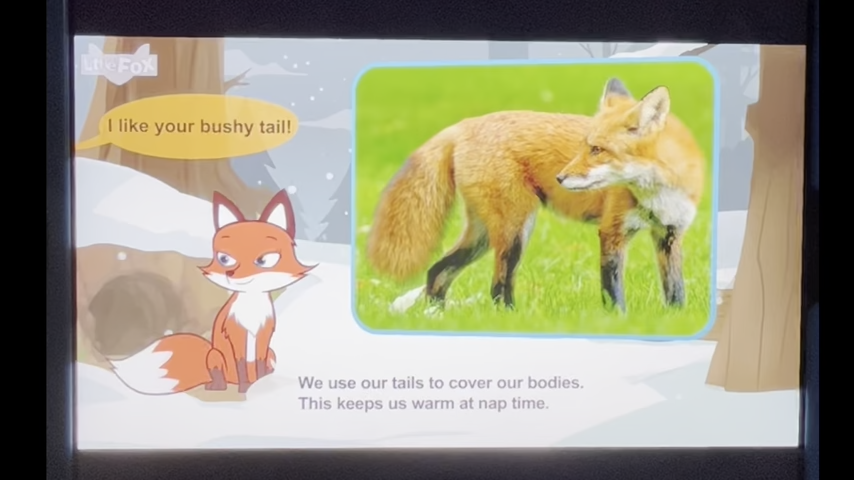 Little FOX
I like your bushy tail!
We use our tails to cover our bodies.
This keeps us warm at nap time.